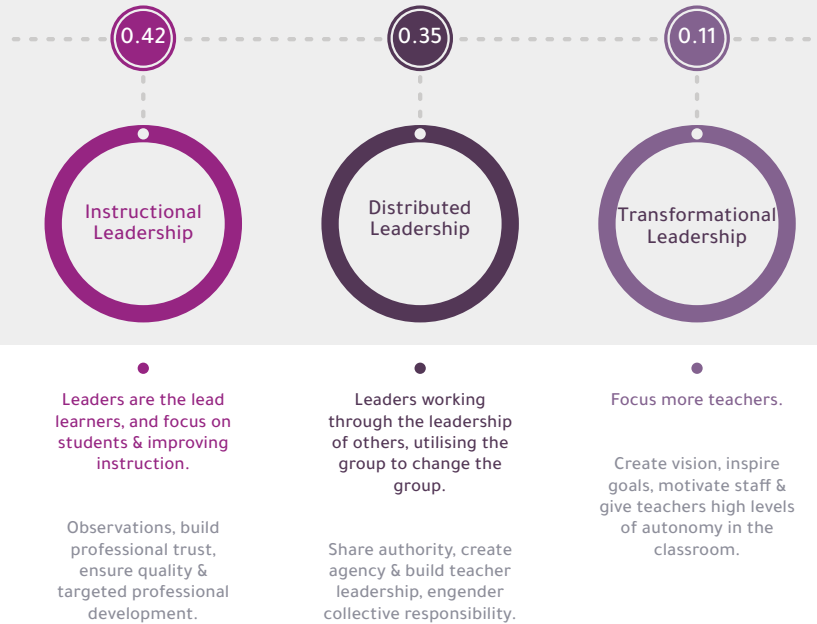 0.42
0.35
0.11
Instructional
Leadership
Distributed
Leadership
Transformational
Leadership
Leaders are the lead
learners, and focus on
students & improving
instruction.
Observations, build
professional trust,
ensure quality &
targeted professional
development.
Leaders working
through the leadership
of others, utilising the
group to change the
group.
Share authority, create
agency & build teacher
leadership, engender
collective responsibility.
Focus more teachers.
Create vision, inspire
goals, motivate staff &
give teachers high levels
of autonomy in the
classroom.